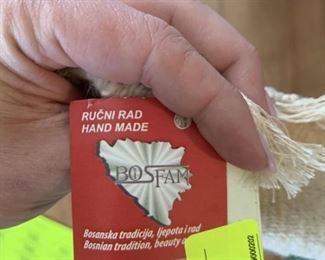 RUČNI RAD
HAND MADE
BOSFAM
Bosanska tradicija, ljepota i rad
Bosnian tradition, beauty a